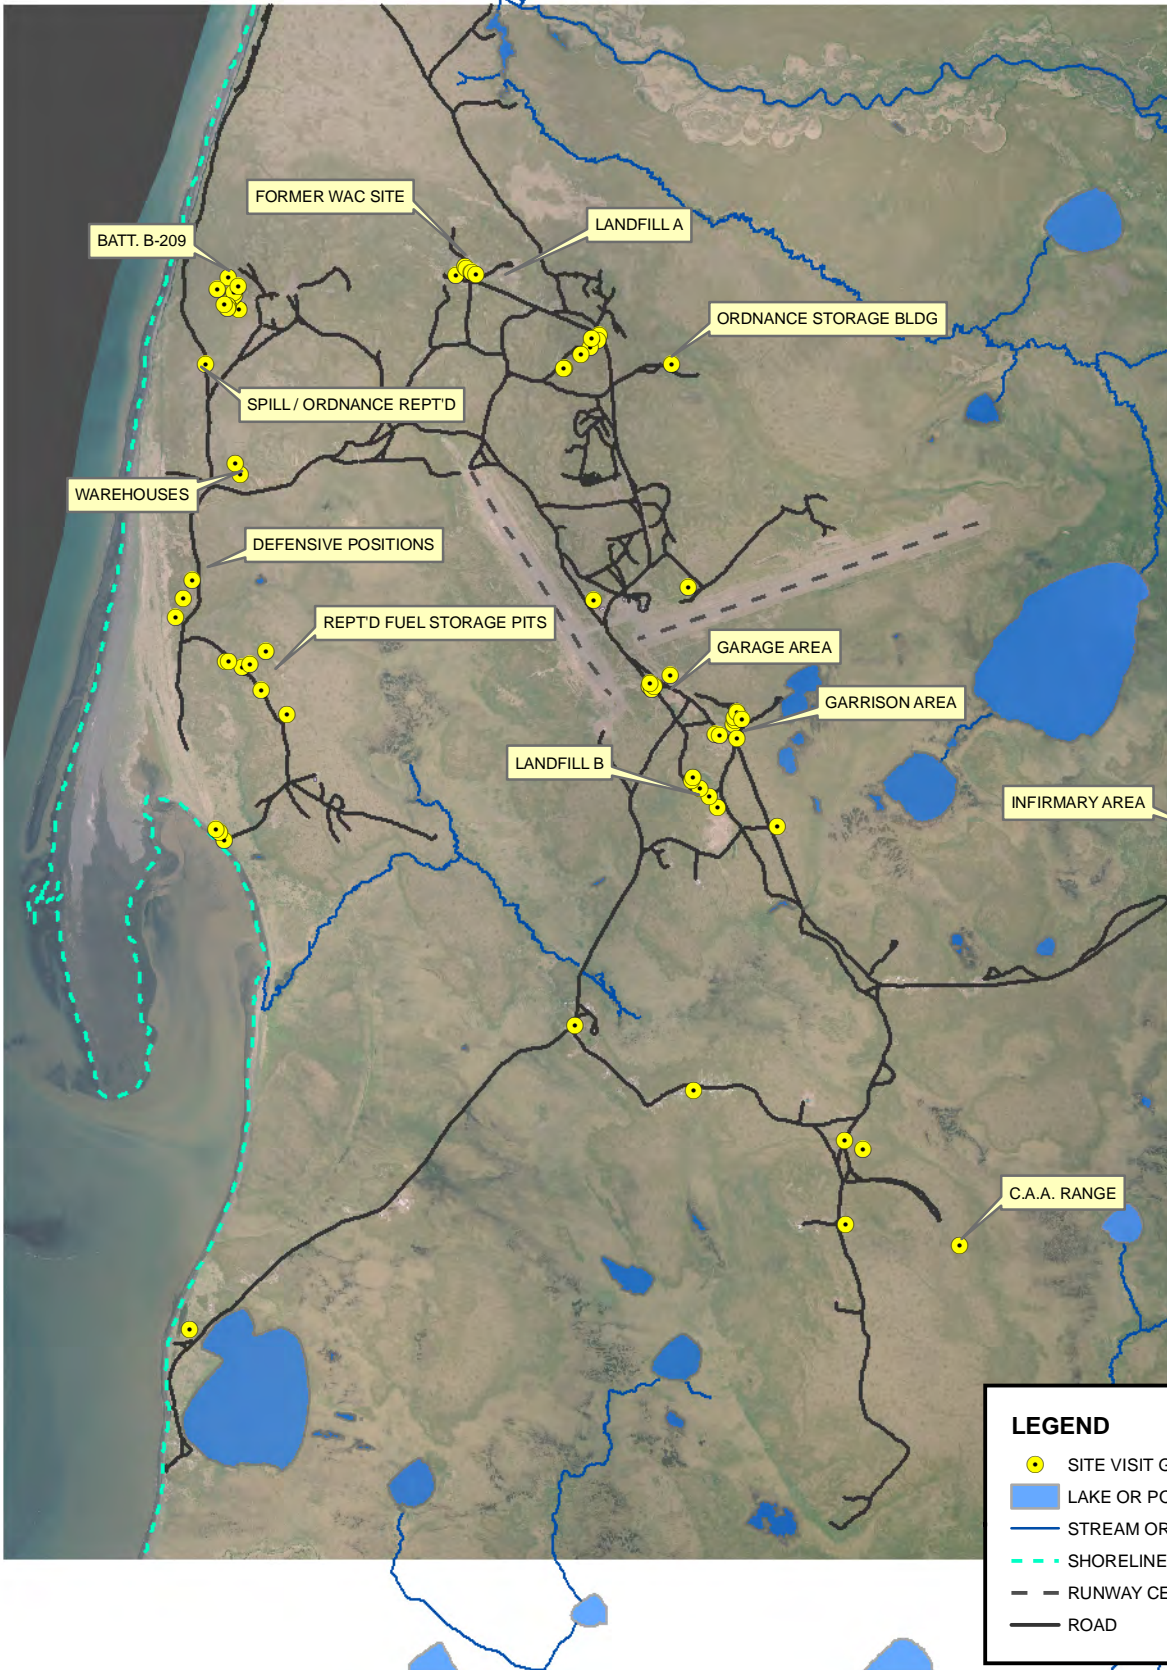 FORMER WAC SITE
LANDFILL A
BATT. B-209
ORDNANCE STORAGE BLDG
SPILL / ORDNANCE REPT'D
WAREHOUSES
DEFENSIVE POSITIONS
REPT'D FUEL STORAGE PITS
GARAGE AREA
GARRISON AREA
LANDFILL B
INFIRMARY AREA
C.A.A. RANGE
LEGEND
SITE VISIT G
LAKE OR PO
STREAM OR
SHORELINE
RUNWAY CE
ROAD